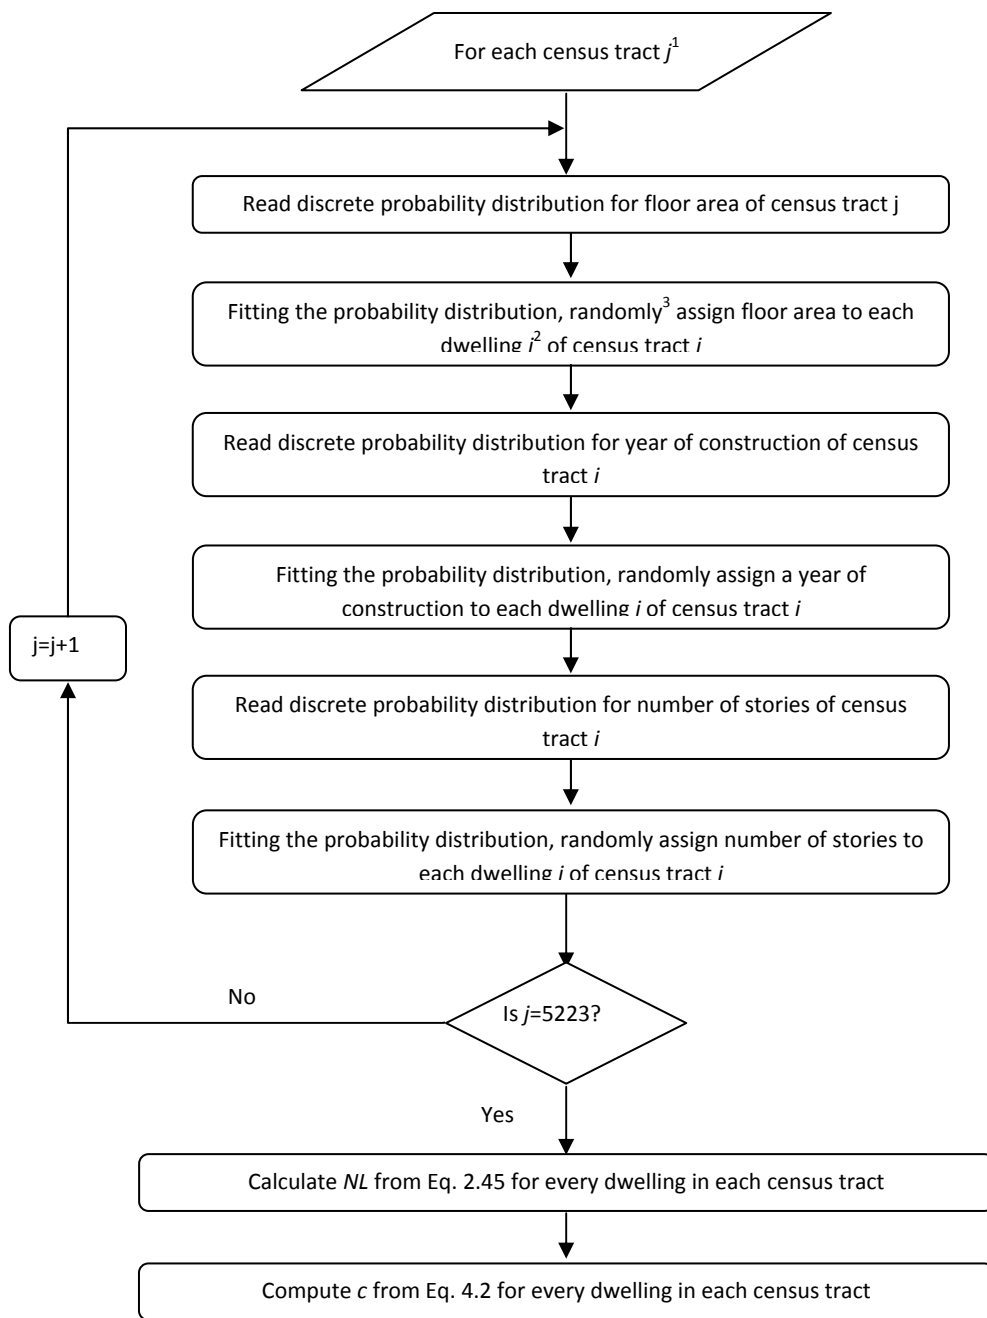 For each census tract j¹
Read discrete probability distribution for floor area of census tract j
Fitting the probability distribution, randomly³ assign floor area to each
dwelling i² of census tract i
Read discrete probability distribution for year of construction of census
tract i
Fitting the probability distribution, randomly assign a year of
construction to each dwelling i of census tract i
j=j+1
Read discrete probability distribution for number of stories of census
tract i
Fitting the probability distribution, randomly assign number of stories to
each dwelling i of census tract i
No
Is j=5223?
Yes
Calculate NL from Eq. 2.45 for every dwelling in each census tract
Compute c from Eq. 4.2 for every dwelling in each census tract